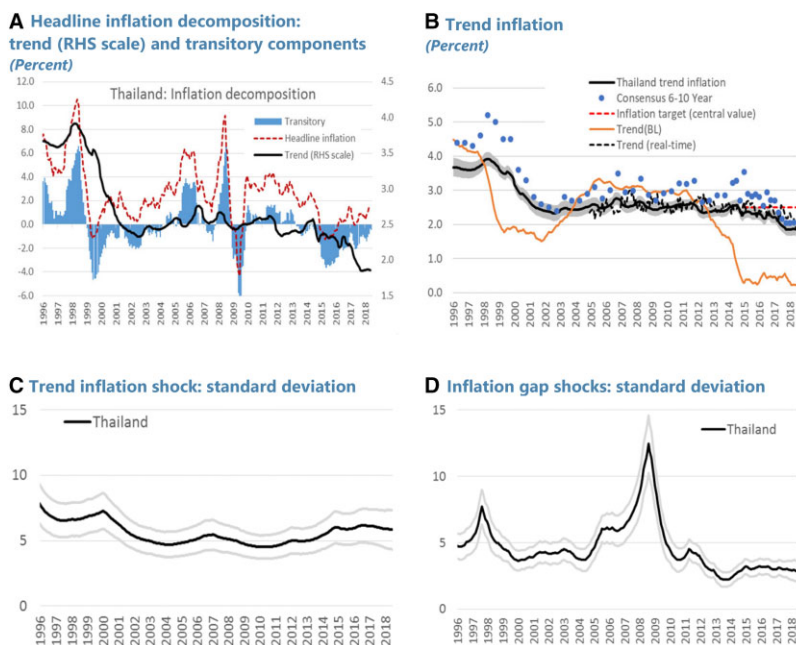 A Headline inflation decomposition:
trend (RHS scale) and transitory components
(Percent)
12.0
10.0
8.0
6.0
4.0
2.0
0.0
-2.0
-4.0
-6.0
4.5
4.0
3.5
3.0
2.5
2.0
1.5
Thailand: Inflation decomposition
Transitory
Headline inflation
Trend (RHS scale)
1996 1997 1998 1999 2000 2001 2002 2003 2004 2005 2006 2007 2008 2009 2010 2011 2012 2013 2014 2015 2016 2017 2018
B Trend inflation
(Percent)
6.0
5.0
4.0
3.0
2.0
1.0
0.0
Thailand trend inflation
Consensus 6-10 Year
Inflation target (central value)
Trend(BL)
Trend (real-time)
1996 1997 1998 1999 2000 2001 2002 2003 2004 2005 2006 2007 2008 2009 2010 2011 2012 2013 2014 2015 2016 2017 2018
C Trend inflation shock: standard deviation
15
10
5
0
Thailand
1996 1997 1998 1999 2000 2001 2002 2003 2004 2005 2006 2007 2008 2009 2010 2011 2012 2013 2014 2015 2016 2017 2018
D Inflation gap shocks: standard deviation
15
10
5
0
Thailand
1996 1997 1998 1999 2000 2001 2002 2003 2004 2005 2006 2007 2008 2009 2010 2011 2012 2013 2014 2015 2016 2017 2018